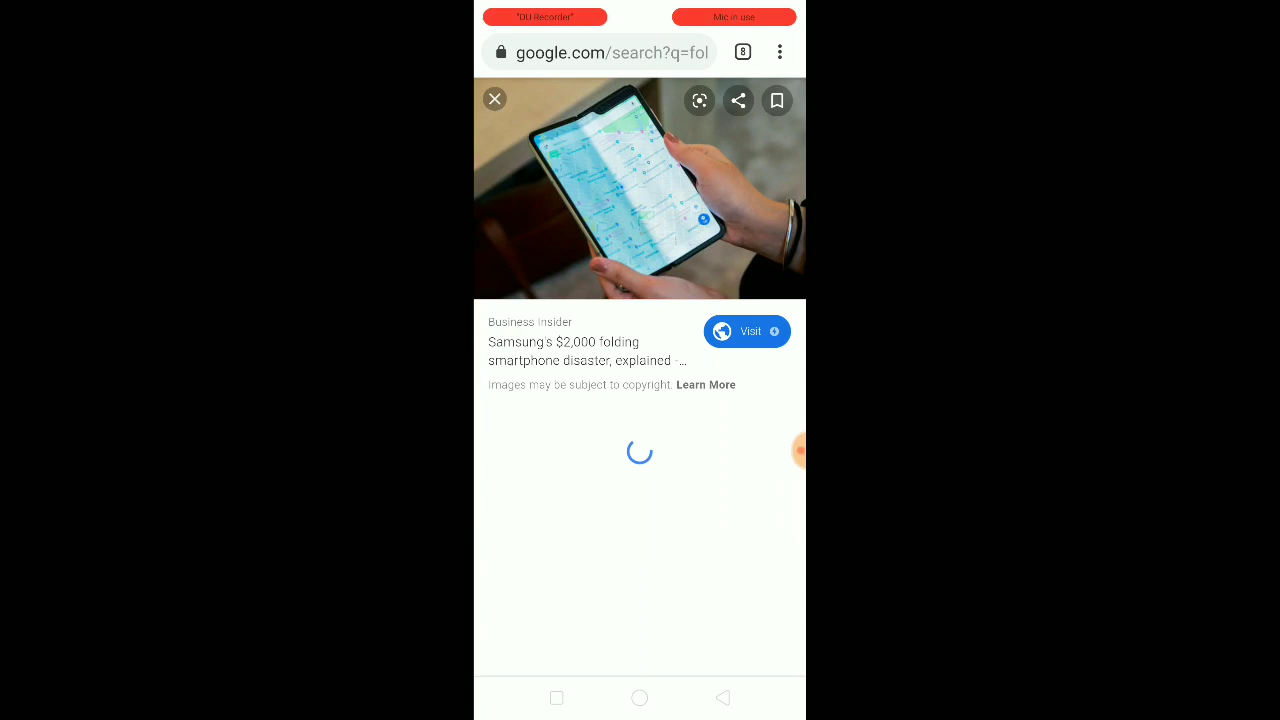 "DU Recorder" Mic in use
google.com/search?q=fol 8
Business Insider
Samsung's $2,000 folding
smartphone disaster, explained -...
Visit
Images may be subject to copyright. Learn More